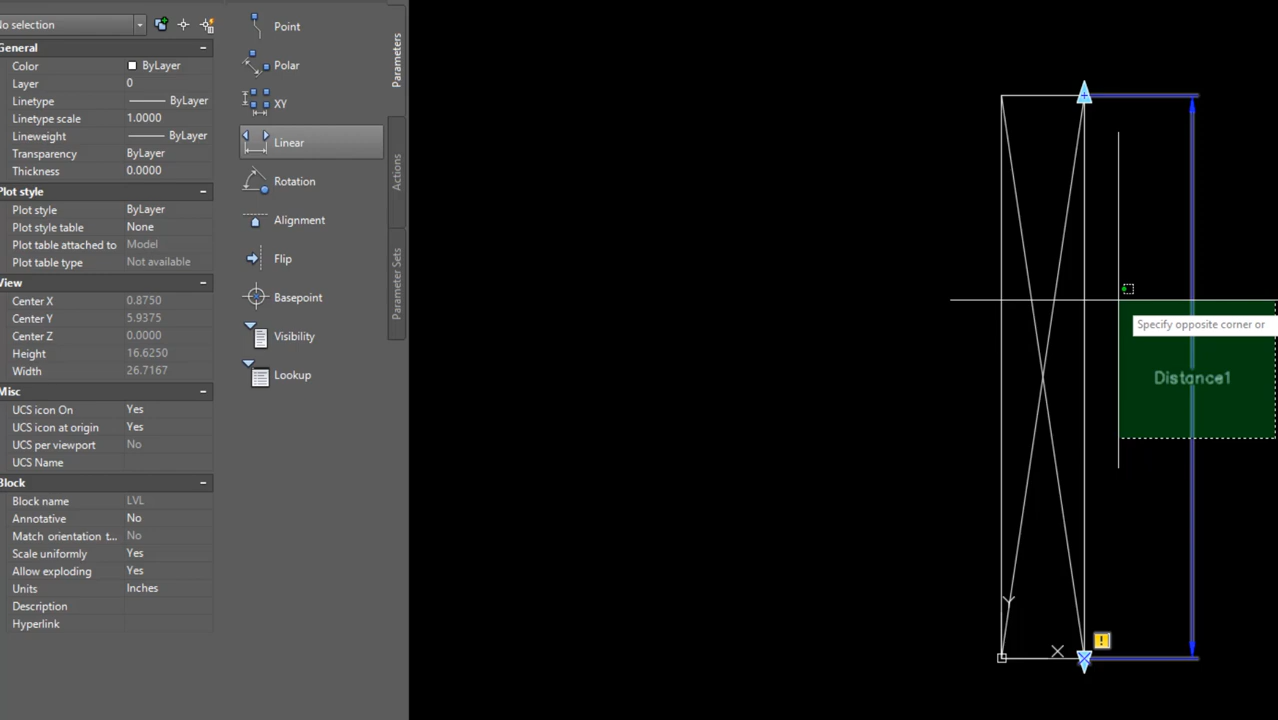 No selection
General
Color ByLayer
Layer 0
Linetype ByLayer
Linetype scale 1.0000
Lineweight ByLayer
Transparency ByLayer
Thickness 0.0000
Plot style
Plot style ByLayer
Plot style table None
Plot table attached to Model
Plot table type Not available
View
Center X 0.8750
Center Y 5.9375
Center Z 0.0000
Height 16.6250
Width 26.7167
Misc
UCS icon On Yes
UCS icon at origin Yes
UCS per viewport No
UCS Name
Block
Block name LVL
Annotative No
Match orientation t... No
Scale uniformly Yes
Allow exploding Yes
Units Inches
Description
Hyperlink
Point
Polar
XY
Linear
Rotation
Alignment
Flip
Basepoint
Visibility
Lookup
Parameters
Actions
Parameter Sets
Specify opposite corner or
Distance1
Y
X
!